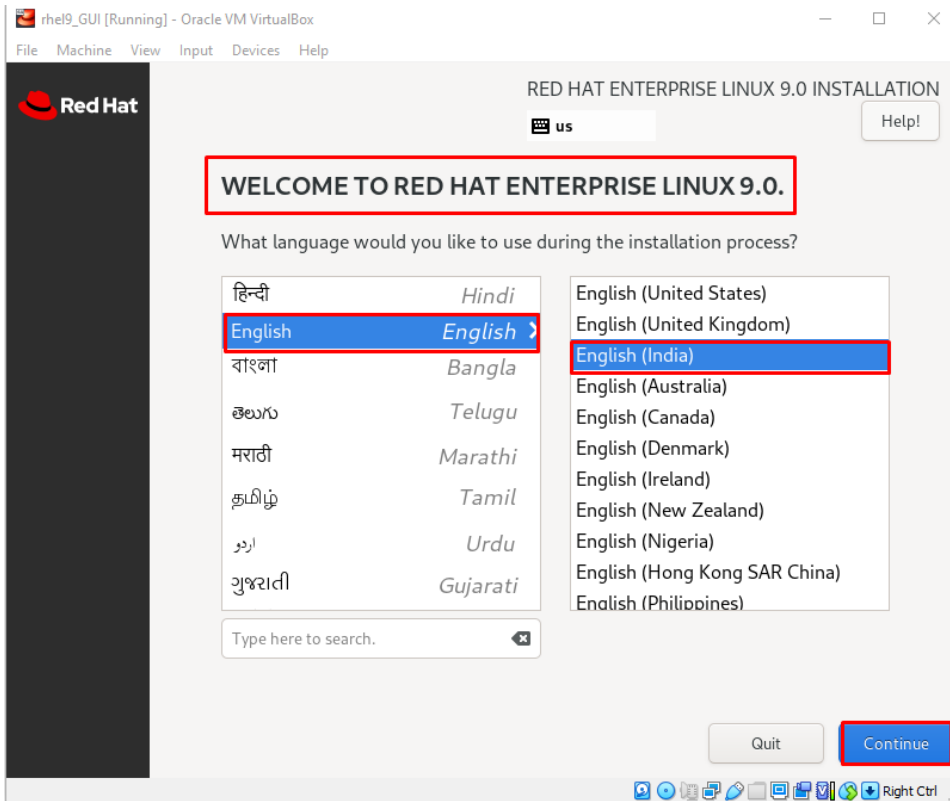 rhel9_GUI [Running] - Oracle VM VirtualBox
File Machine View Input Devices Help
Red Hat
RED HAT ENTERPRISE LINUX 9.0 INSTALLATION
us
Help!
WELCOME TO RED HAT ENTERPRISE LINUX 9.0.
What language would you like to use during the installation process?
हिन्दी Hindi
English English
বাংলা Bangla
తెలుగు Telugu
मराठी Marathi
தமிழ் Tamil
اردو Urdu
ગુજરાતી Gujarati
English (United States)
English (United Kingdom)
English (India)
English (Australia)
English (Canada)
English (Denmark)
English (Ireland)
English (New Zealand)
English (Nigeria)
English (Hong Kong SAR China)
English (Philippines)
Type here to search.
Quit Continue
Right Ctrl